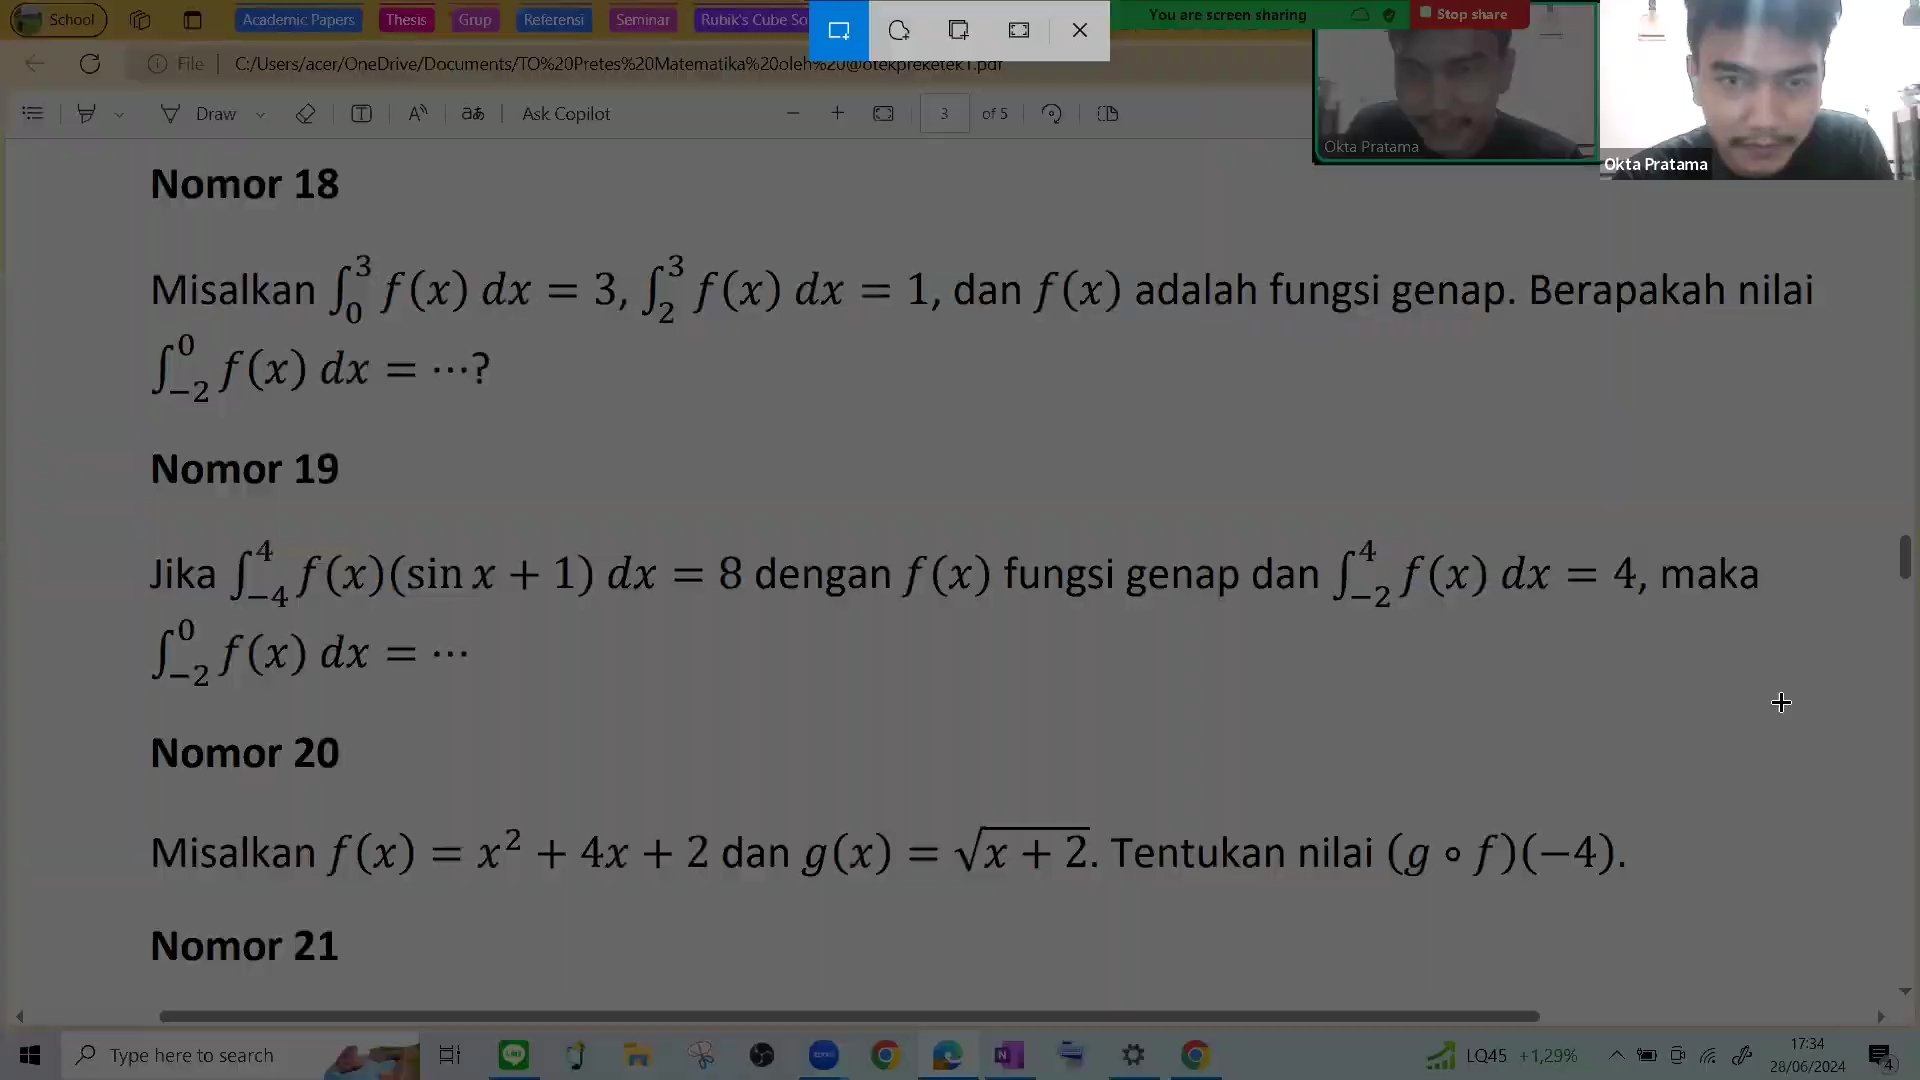 School
Academic Papers
Thesis
Grup
Referensi
Seminar
Rubik's Cube So
You are screen sharing
Stop share
File
C:/Users/acer/OneDrive/Documents/TO%20Pretes%20Matematika%20oleh%20@otekpreketek1.pdf
Draw
aあ
Ask Copilot
3 of 5
Okta Pratama
Okta Pratama
Nomor 18
Misalkan ∫₀³ f(x) dx = 3, ∫₂³ f(x) dx = 1, dan f(x) adalah fungsi genap. Berapakah nilai
∫₋₂⁰ f(x) dx = ⋯?
Nomor 19
Jika ∫₋₄⁴ f(x)(sin x + 1) dx = 8 dengan f(x) fungsi genap dan ∫₋₂⁴ f(x) dx = 4, maka
∫₋₂⁰ f(x) dx = ⋯
Nomor 20
Misalkan f(x) = x² + 4x + 2 dan g(x) = √(x + 2). Tentukan nilai (g ∘ f)(−4).
Nomor 21
Type here to search
LQ45 +1,29%
17:34
28/06/2024
4